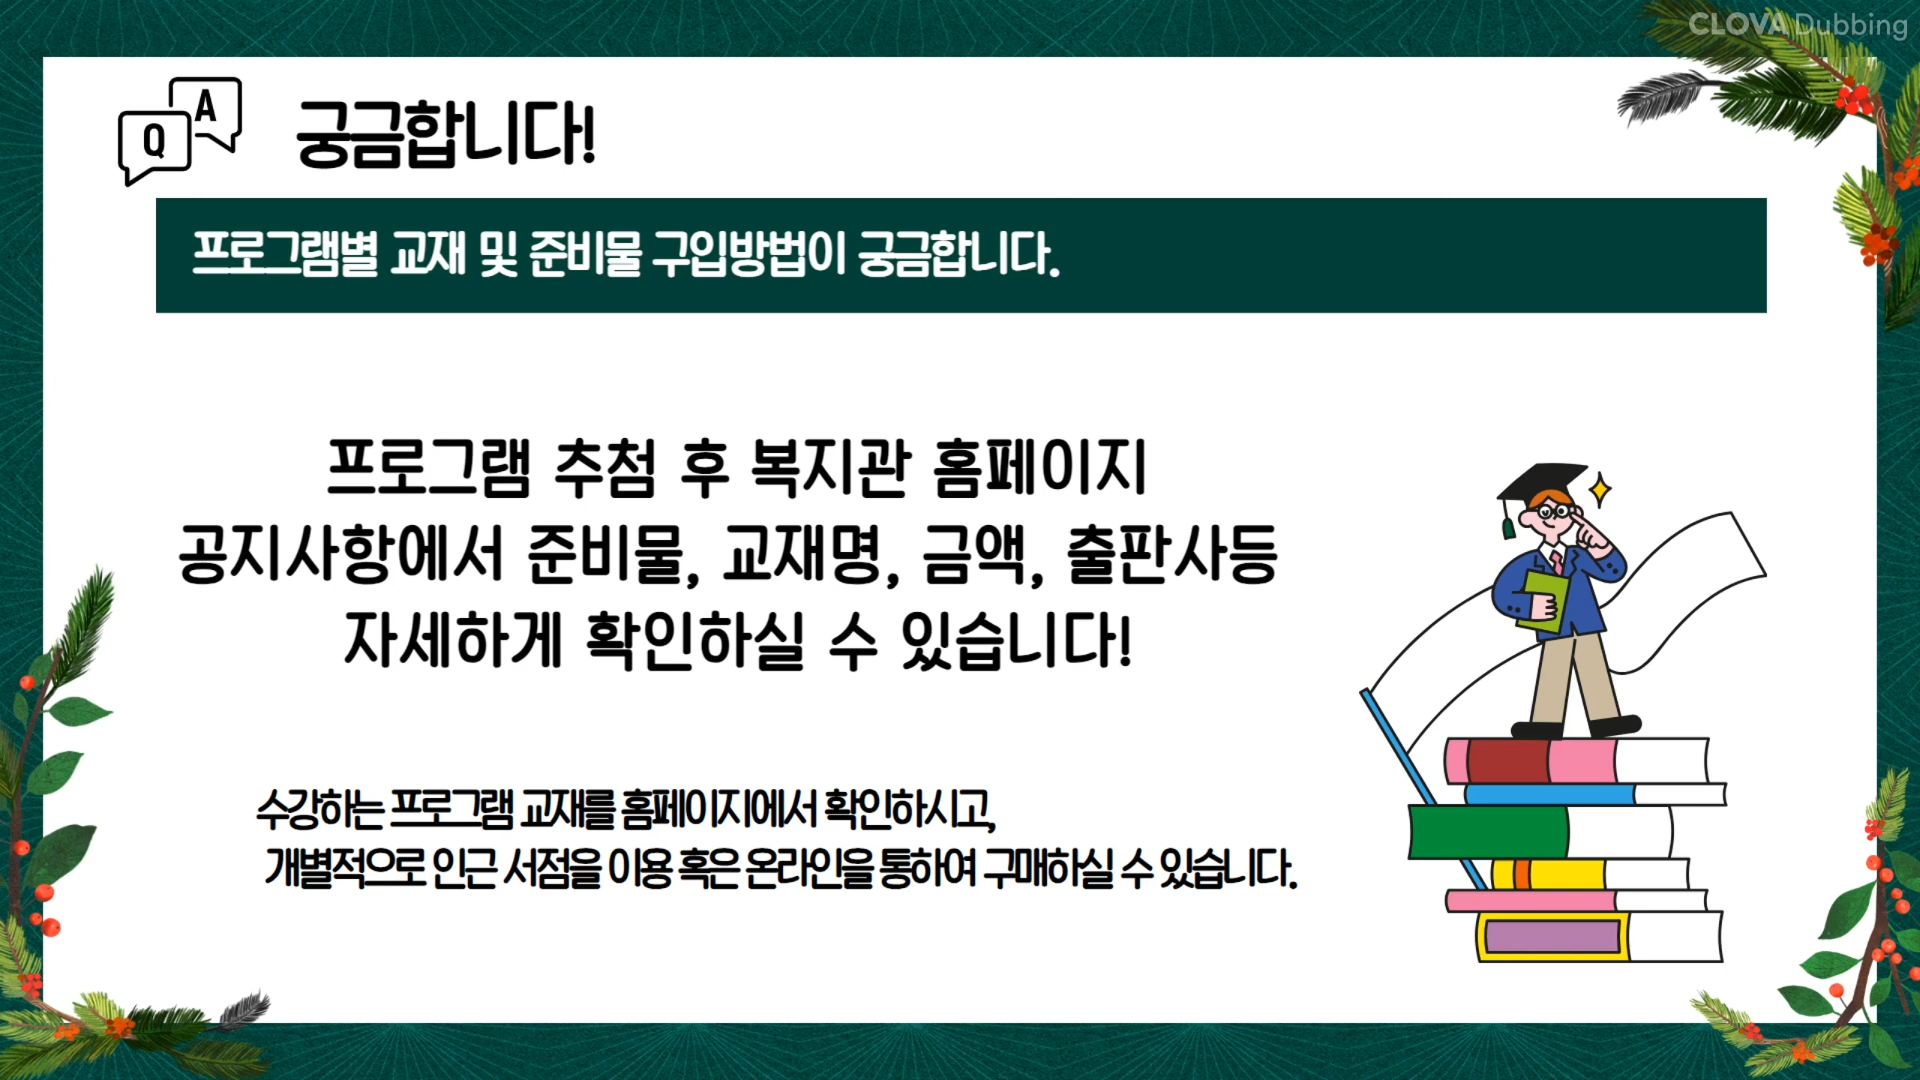 CLOVA Dubbing
Q
A
궁금합니다!
프로그램별 교재 및 준비물 구입방법이 궁금합니다.
프로그램 추첨 후 복지관 홈페이지
공지사항에서 준비물, 교재명, 금액, 출판사등
자세하게 확인하실 수 있습니다!
수강하는 프로그램 교재를 홈페이지에서 확인하시고,
개별적으로 인근 서점을 이용 혹은 온라인을 통하여 구매하실 수 있습니다.